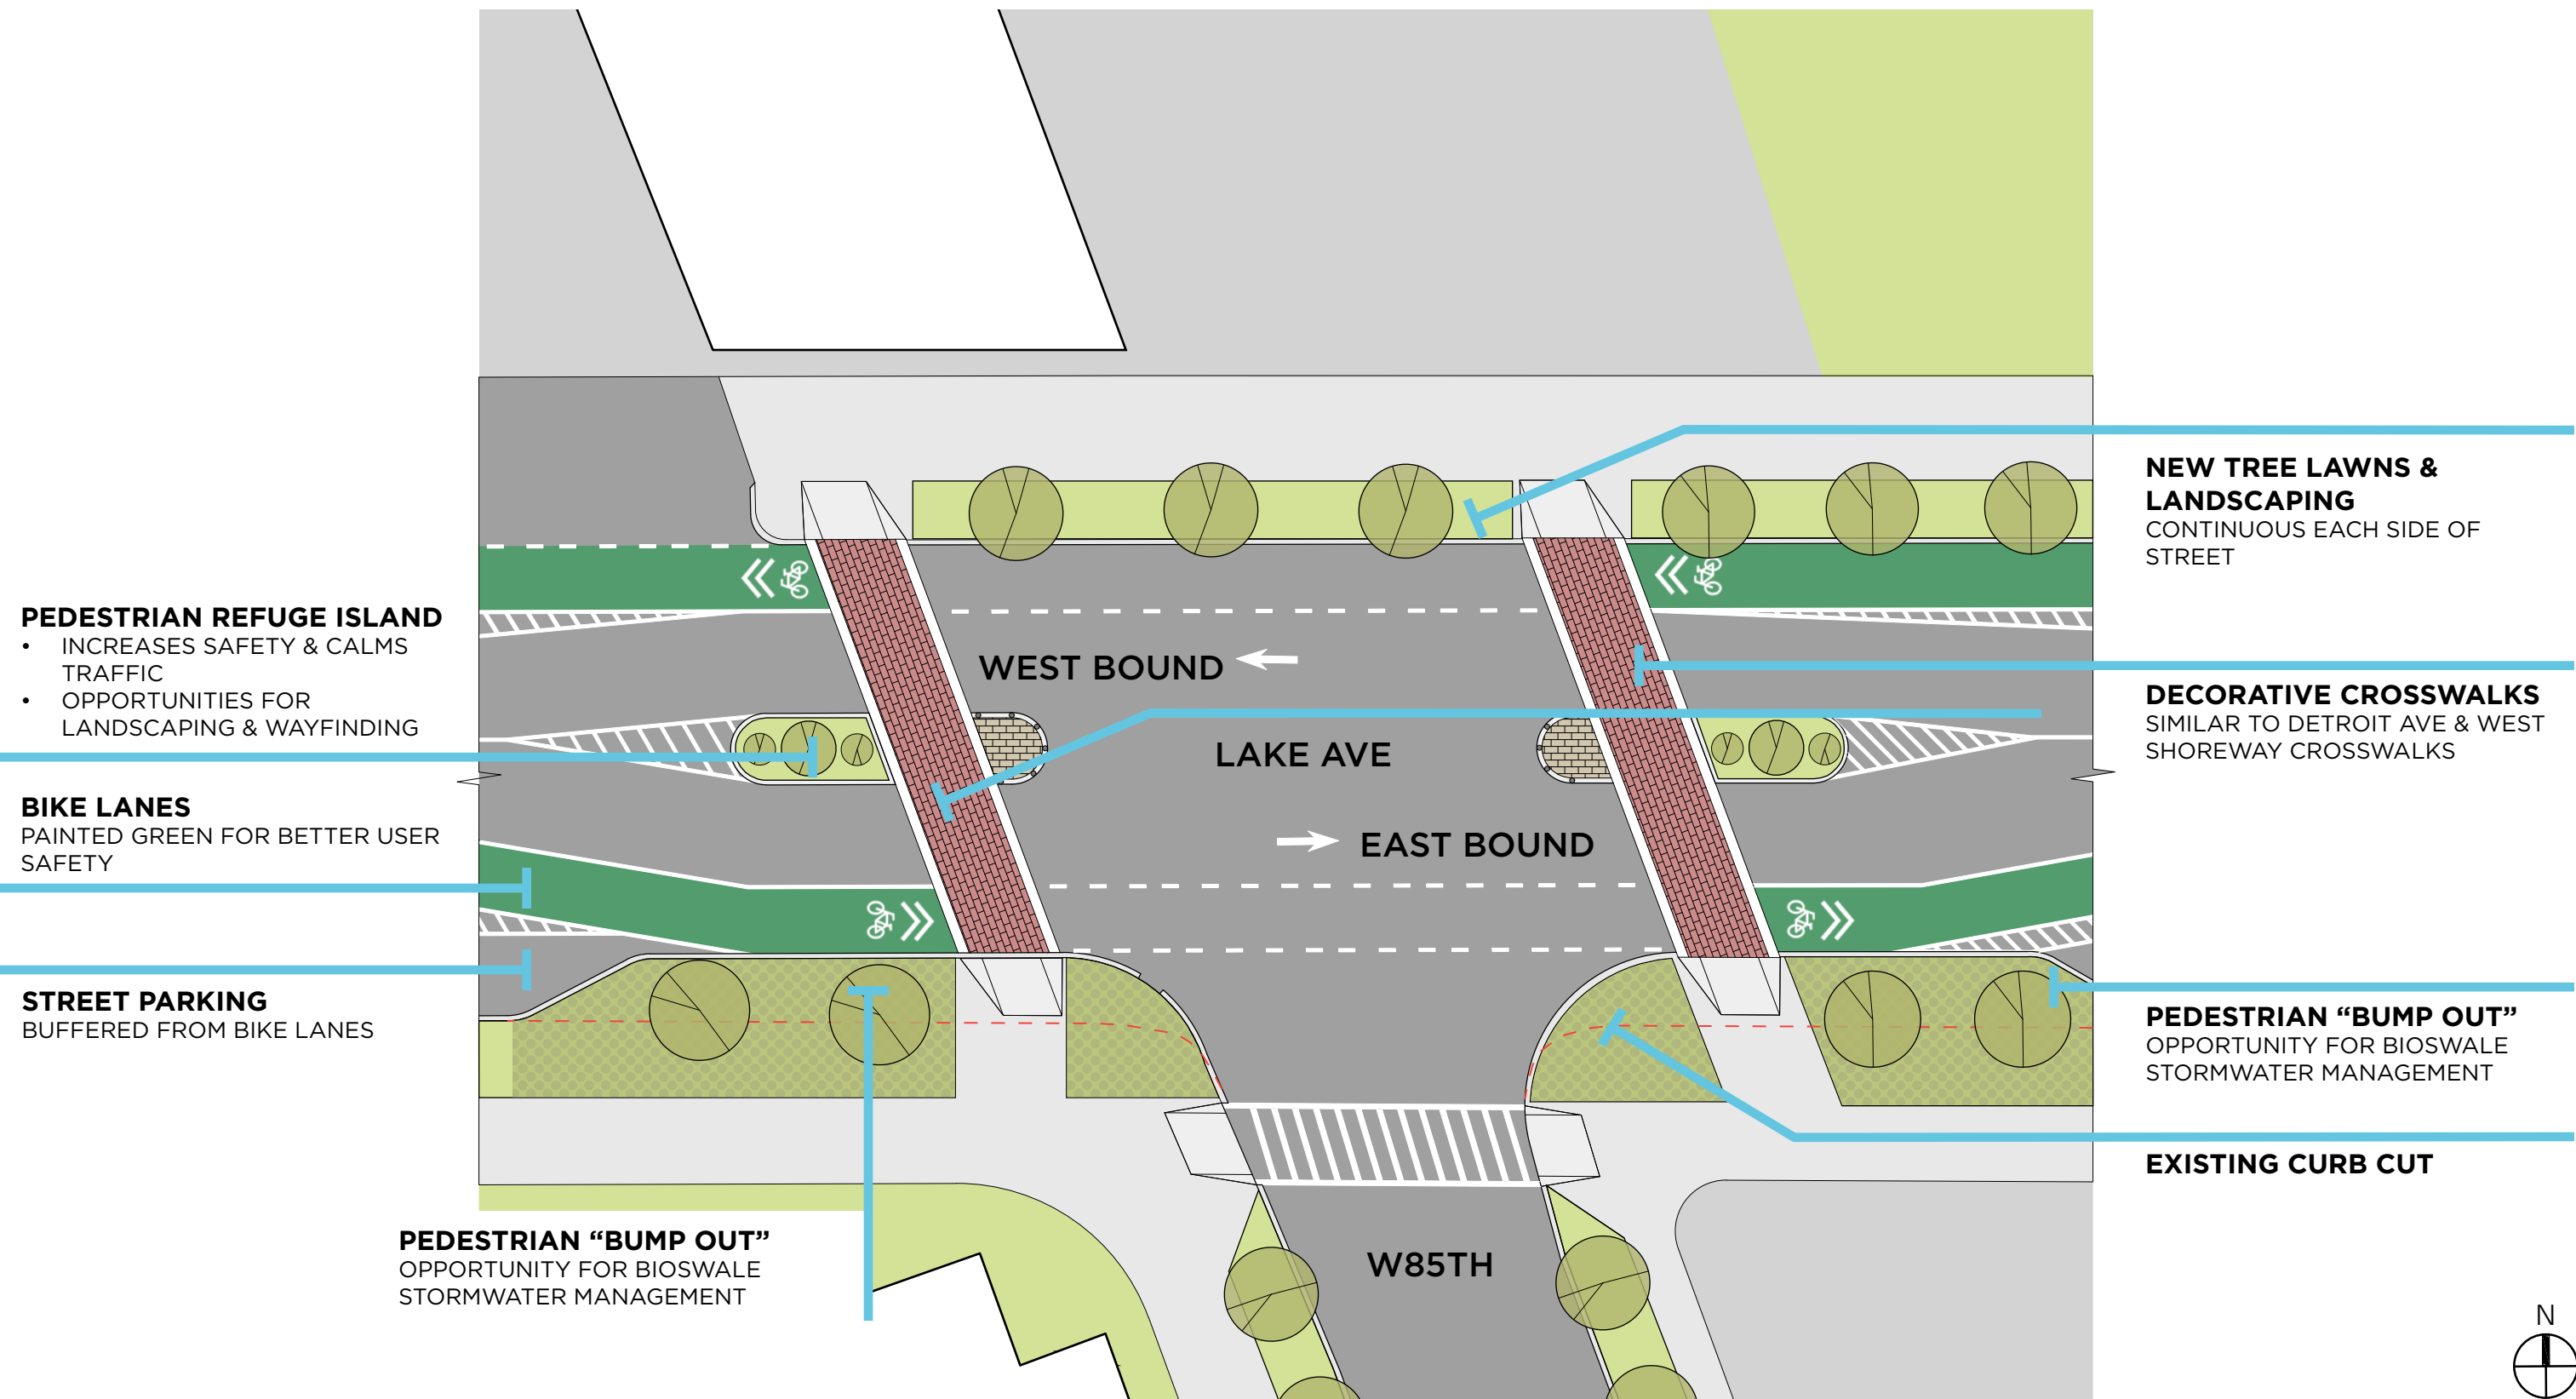 PEDESTRIAN REFUGE ISLAND
• INCREASES SAFETY & CALMS
TRAFFIC
• OPPORTUNITIES FOR
LANDSCAPING & WAYFINDING
BIKE LANES
PAINTED GREEN FOR BETTER USER
SAFETY
STREET PARKING
BUFFERED FROM BIKE LANES
PEDESTRIAN “BUMP OUT”
OPPORTUNITY FOR BIOSWALE
STORMWATER MANAGEMENT
WEST BOUND
LAKE AVE
EAST BOUND
W85TH
NEW TREE LAWNS &
LANDSCAPING
CONTINUOUS EACH SIDE OF
STREET
DECORATIVE CROSSWALKS
SIMILAR TO DETROIT AVE & WEST
SHOREWAY CROSSWALKS
PEDESTRIAN “BUMP OUT”
OPPORTUNITY FOR BIOSWALE
STORMWATER MANAGEMENT
EXISTING CURB CUT
N